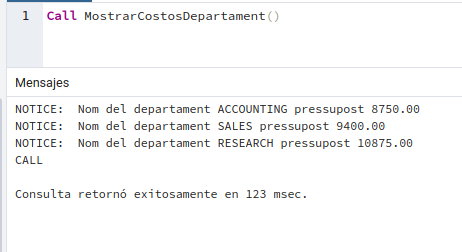 1 Call MostrarCostosDepartament()
Mensajes
NOTICE:  Nom del departament ACCOUNTING pressupost 8750.00
NOTICE:  Nom del departament SALES pressupost 9400.00
NOTICE:  Nom del departament RESEARCH pressupost 10875.00
CALL
Consulta retornó exitosamente en 123 msec.